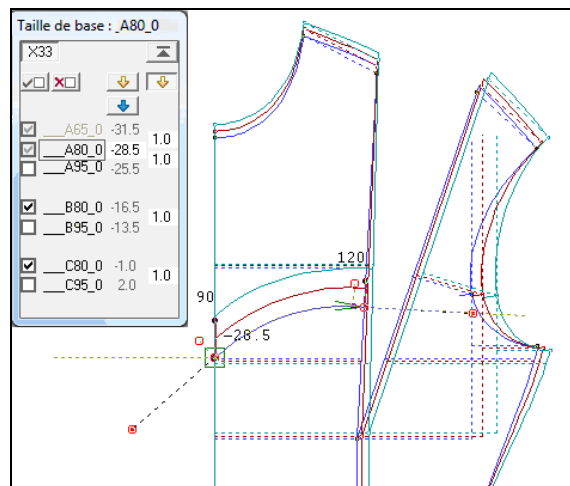 Taille de base : _A80_0
X33
___A65_0 -31.5
1.0
___A80_0 -28.5
1.0
___A95_0 -25.5
___B80_0 -16.5
1.0
___B95_0 -13.5
___C80_0 -1.0
1.0
___C95_0 2.0
120
90
-28.5